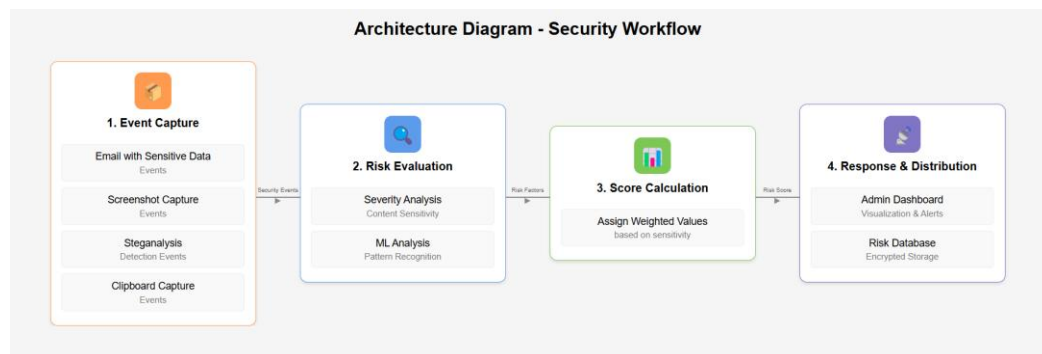 Architecture Diagram - Security Workflow
1. Event Capture
Email with Sensitive Data
Events
Screenshot Capture
Events
Steganalysis
Detection Events
Clipboard Capture
Events
Security Events
2. Risk Evaluation
Severity Analysis
Content Sensitivity
ML Analysis
Pattern Recognition
Risk Factors
3. Score Calculation
Assign Weighted Values
based on sensitivity
Risk Score
4. Response & Distribution
Admin Dashboard
Visualization & Alerts
Risk Database
Encrypted Storage